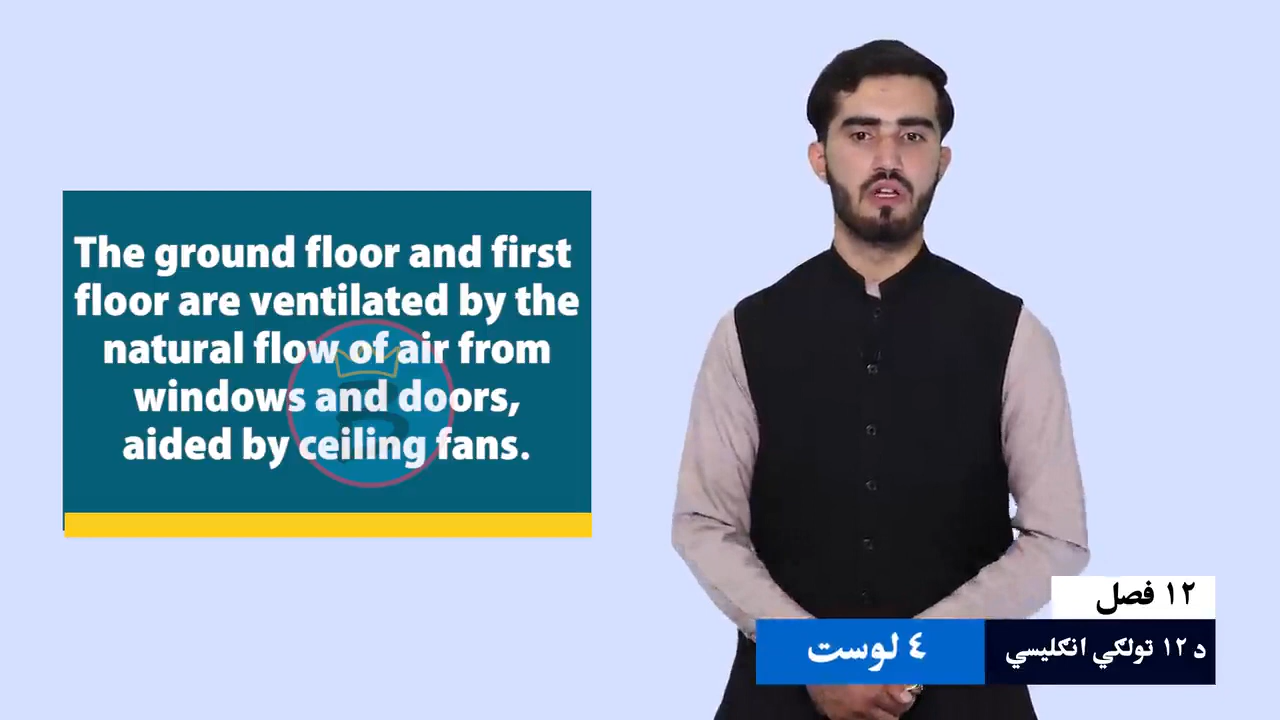 The ground floor and first
floor are ventilated by the
natural flow of air from
windows and doors,
aided by ceiling fans.
۱۲ فصل
د ۱۲ ټولګي انګلیسي
٤ لوست